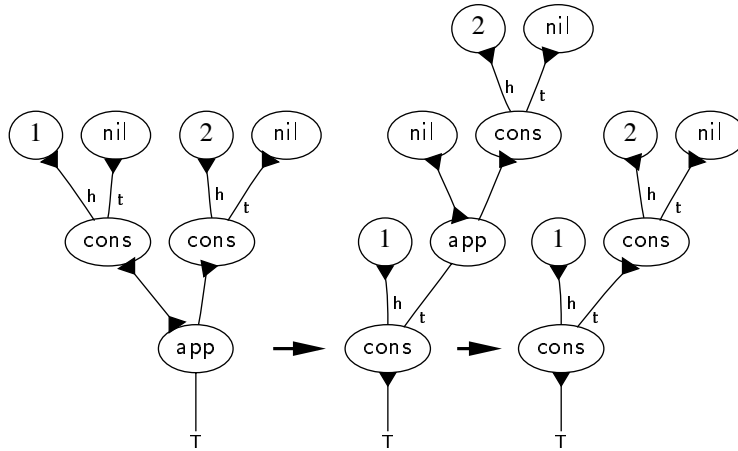 2 nil
h t
1 nil 2 nil nil cons 2 nil
h t h t h t
cons cons 1 app 1 cons
h t h t
app cons cons
T T T